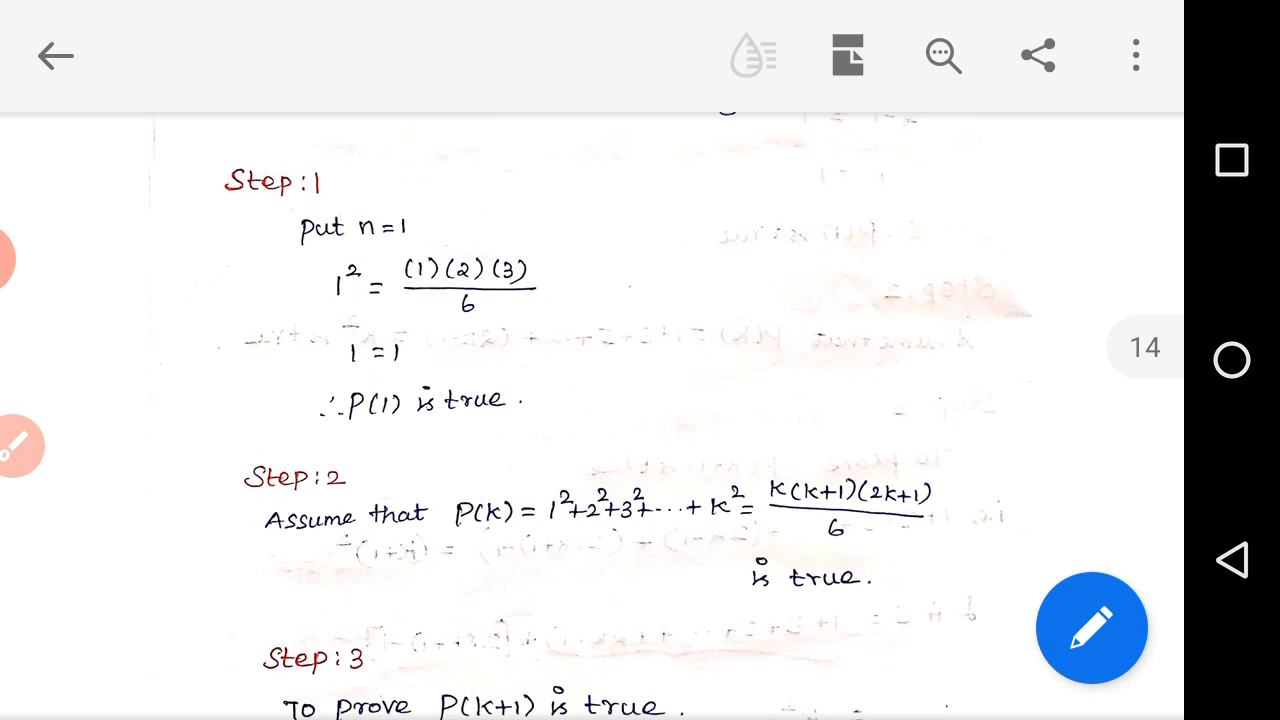 Step:1
Put n=1
1² = (1)(2)(3)/6
1 = 1
∴ P(1) is true.
14
Step:2
Assume that P(k) = 1²+2²+3²+...+k² = k(k+1)(2k+1)/6
is true.
Step:3
To prove P(k+1) is true.